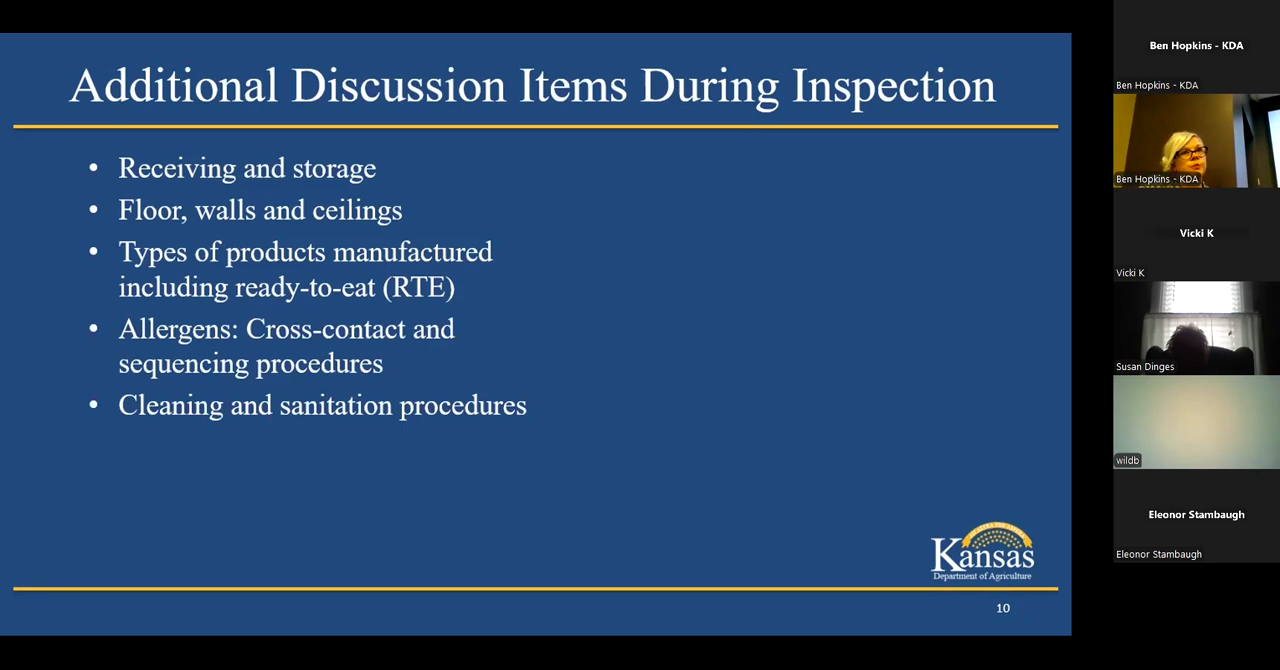 Additional Discussion Items During Inspection
• Receiving and storage
• Floor, walls and ceilings
• Types of products manufactured
including ready-to-eat (RTE)
• Allergens: Cross-contact and
sequencing procedures
• Cleaning and sanitation procedures
Kansas
Department of Agriculture
10
Ben Hopkins - KDA
Ben Hopkins - KDA
Ben Hopkins - KDA
Vicki K
Vicki K
Susan Dinges
wildb
Eleonor Stambaugh
Eleonor Stambaugh